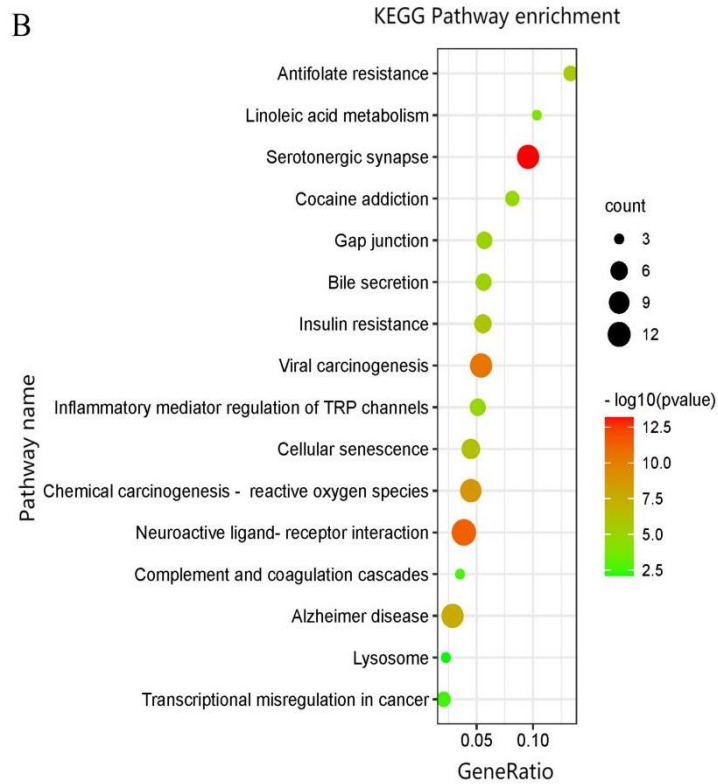 B
KEGG Pathway enrichment
Pathway name
Antifolate resistance
Linoleic acid metabolism
Serotonergic synapse
Cocaine addiction
Gap junction
Bile secretion
Insulin resistance
Viral carcinogenesis
Inflammatory mediator regulation of TRP channels
Cellular senescence
Chemical carcinogenesis - reactive oxygen species
Neuroactive ligand- receptor interaction
Complement and coagulation cascades
Alzheimer disease
Lysosome
Transcriptional misregulation in cancer
0.05 0.10
GeneRatio
count
3
6
9
12
- log10(pvalue)
12.5
10.0
7.5
5.0
2.5